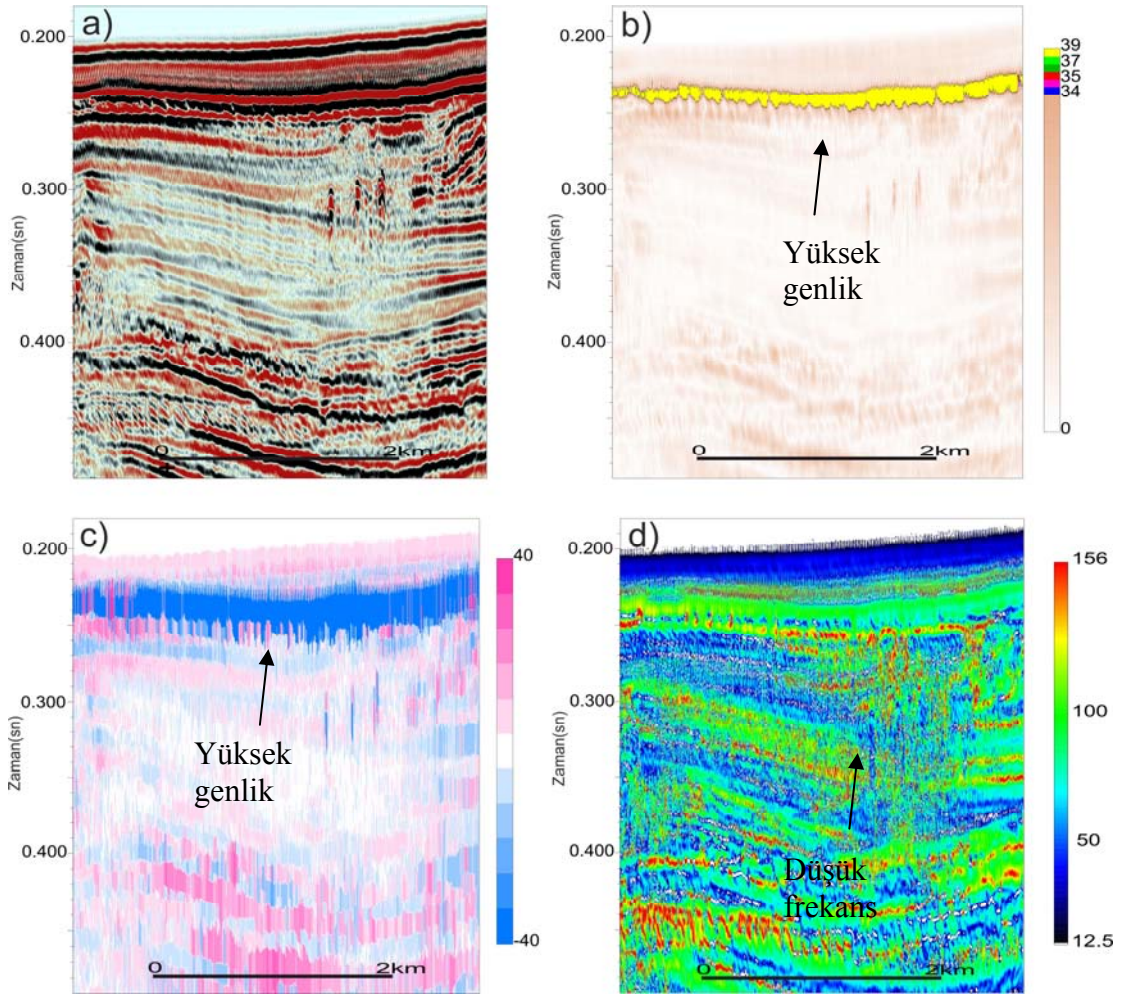 a)
0.200
0.300
0.400
Zaman(sn)
0
2km
b)
0.200
0.300
0.400
Zaman(sn)
Yüksek
genlik
0
2km
39
37
35
34
0
c)
0.200
0.300
0.400
Zaman(sn)
Yüksek
genlik
0
2km
40
-40
d)
0.200
0.300
0.400
Zaman(sn)
Düşük
frekans
0
2km
156
100
50
12.5